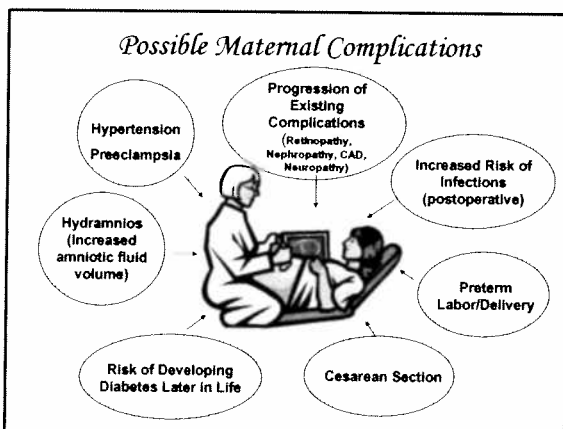 Possible Maternal Complications
Progression of
Existing
Complications
(Retinopathy,
Nephropathy, CAD,
Neuropathy)
Hypertension
Preeclampsia
Increased Risk of
Infections
(postoperative)
Hydramnios
(increased
amniotic fluid
volume)
Preterm
Labor/Delivery
Risk of Developing
Diabetes Later in Life
Cesarean Section